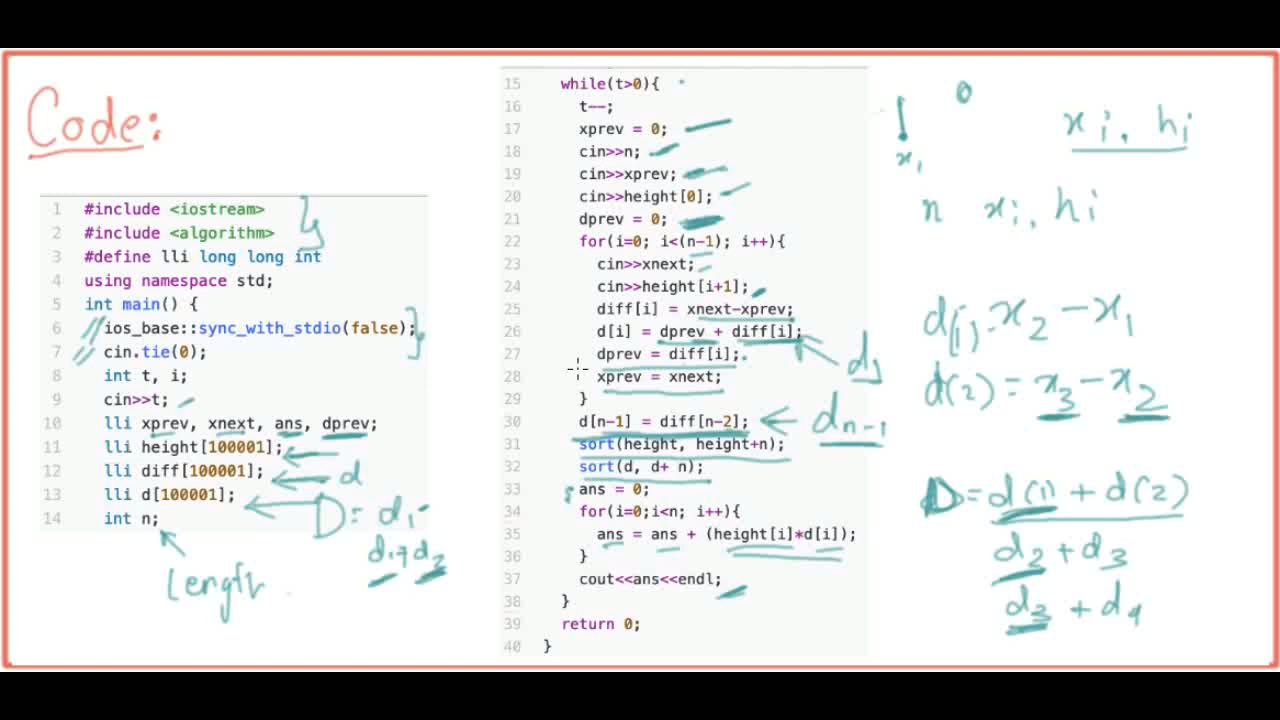 Code:
1 #include <iostream>
2 #include <algorithm>
3 #define lli long long int
4 using namespace std;
5 int main() {
6 ios_base::sync_with_stdio(false);
7 cin.tie(0);
8 int t, i;
9 cin>>t;
10 lli xprev, xnext, ans, dprev;
11 lli height[100001];
12 lli diff[100001];
13 lli d[100001];
14 int n;
d
D = d1
d1+d2
length
15 while(t>0){
16 t--;
17 xprev = 0;
18 cin>>n;
19 cin>>xprev;
20 cin>>height[0];
21 dprev = 0;
22 for(i=0; i<(n-1); i++){
23 cin>>xnext;
24 cin>>height[i+1];
25 diff[i] = xnext-xprev;
26 d[i] = dprev + diff[i];
27 dprev = diff[i];
28 xprev = xnext;
29 }
30 d[n-1] = diff[n-2];
31 sort(height, height+n);
32 sort(d, d+ n);
33 ans = 0;
34 for(i=0;i<n; i++){
35 ans = ans + (height[i]*d[i]);
36 }
37 cout<<ans<<endl;
38 }
39 return 0;
40 }
dn-1
0
x1
xi, hi
n xi, hi
d(1) = x2 - x1
d(2) = x3 - x2
D = d(1) + d(2)
d2 + d3
d3 + d4